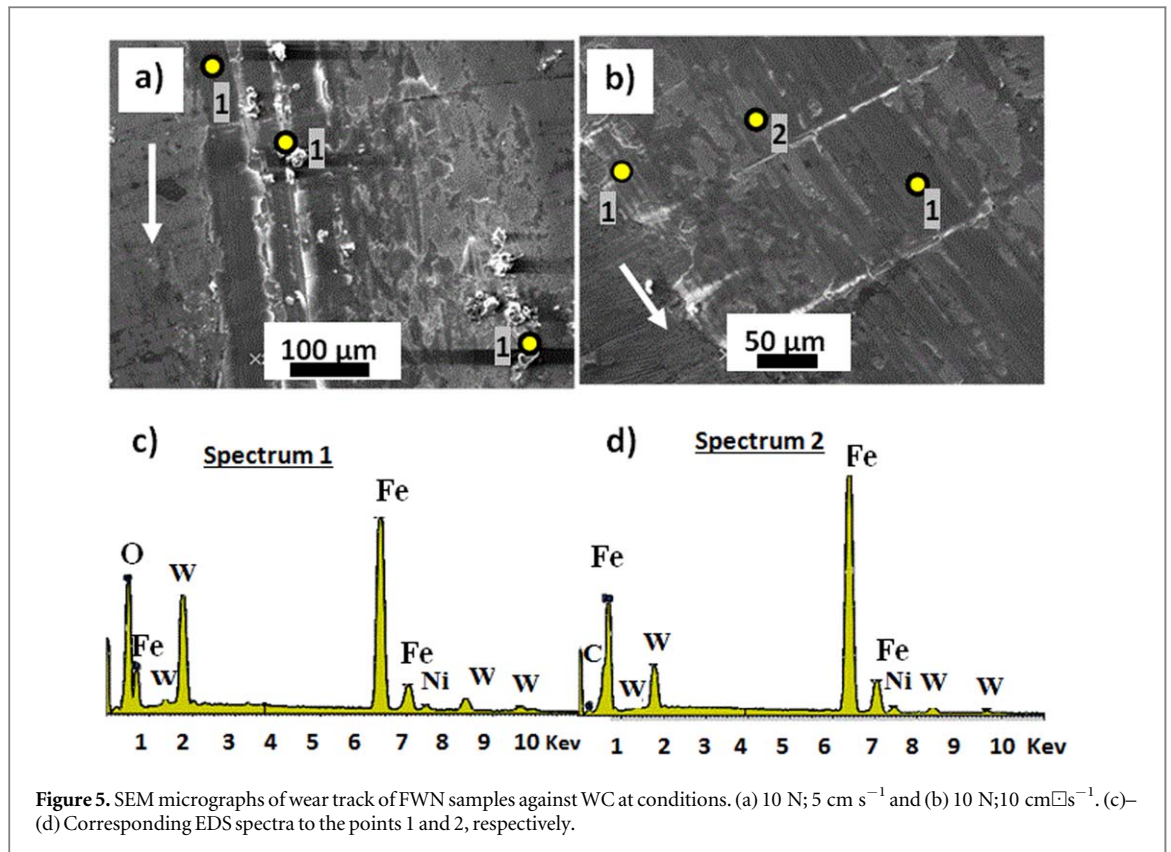 a)
1
1
1
100 µm
b)
2
1
1
50 µm
c)
Spectrum 1
O
Fe
W
W
Fe
Fe
Ni
W
W
1 2 3 4 5 6 7 8 9 10 Kev
d)
Spectrum 2
C
Fe
W
W
Fe
Fe
Ni
W
W
1 2 3 4 5 6 7 8 9 10 Kev
Figure 5. SEM micrographs of wear track of FWN samples against WC at conditions. (a) 10 N; 5 cm s⁻¹ and (b) 10 N;10 cm□s⁻¹. (c)–
(d) Corresponding EDS spectra to the points 1 and 2, respectively.